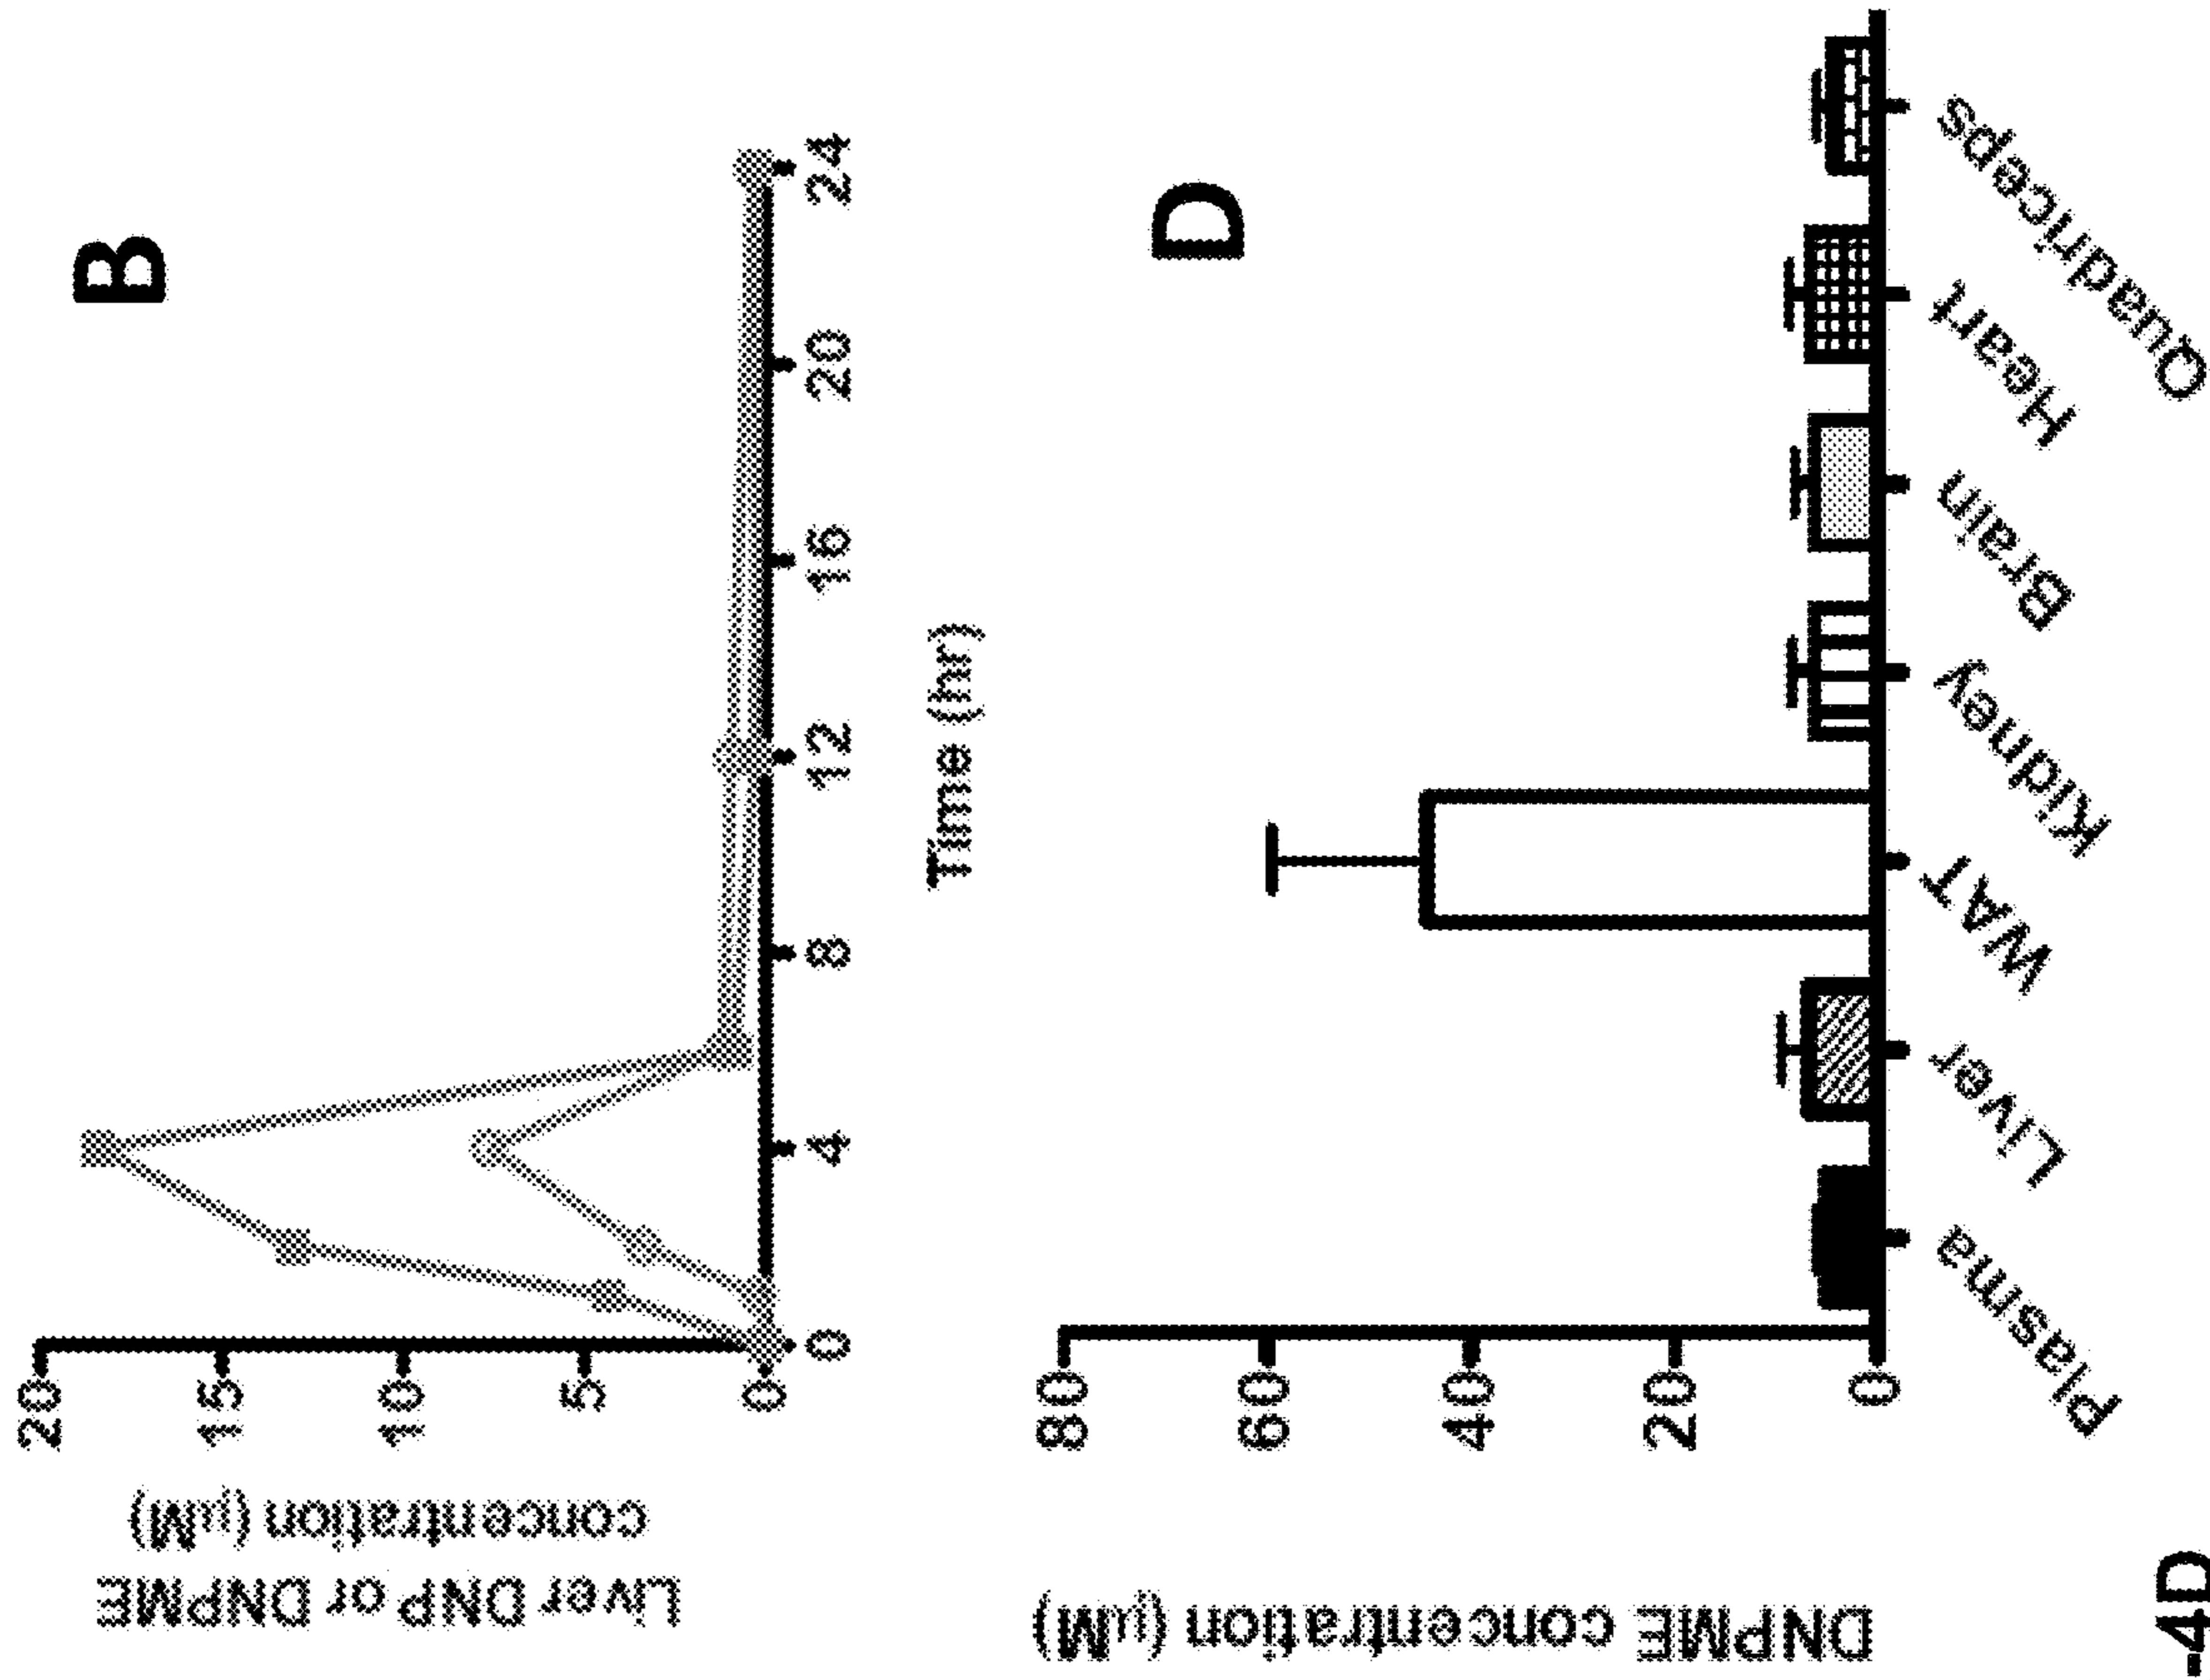 B
Liver DNP or DNPME
concentration (μM)
20
15
10
5
0
0
4
8
12
16
20
24
Time (hr)
D
DNPME concentration (μM)
80
60
40
20
0
Plasma
Liver
WAT
Kidney
Brain
Heart
Quadriceps
-4D